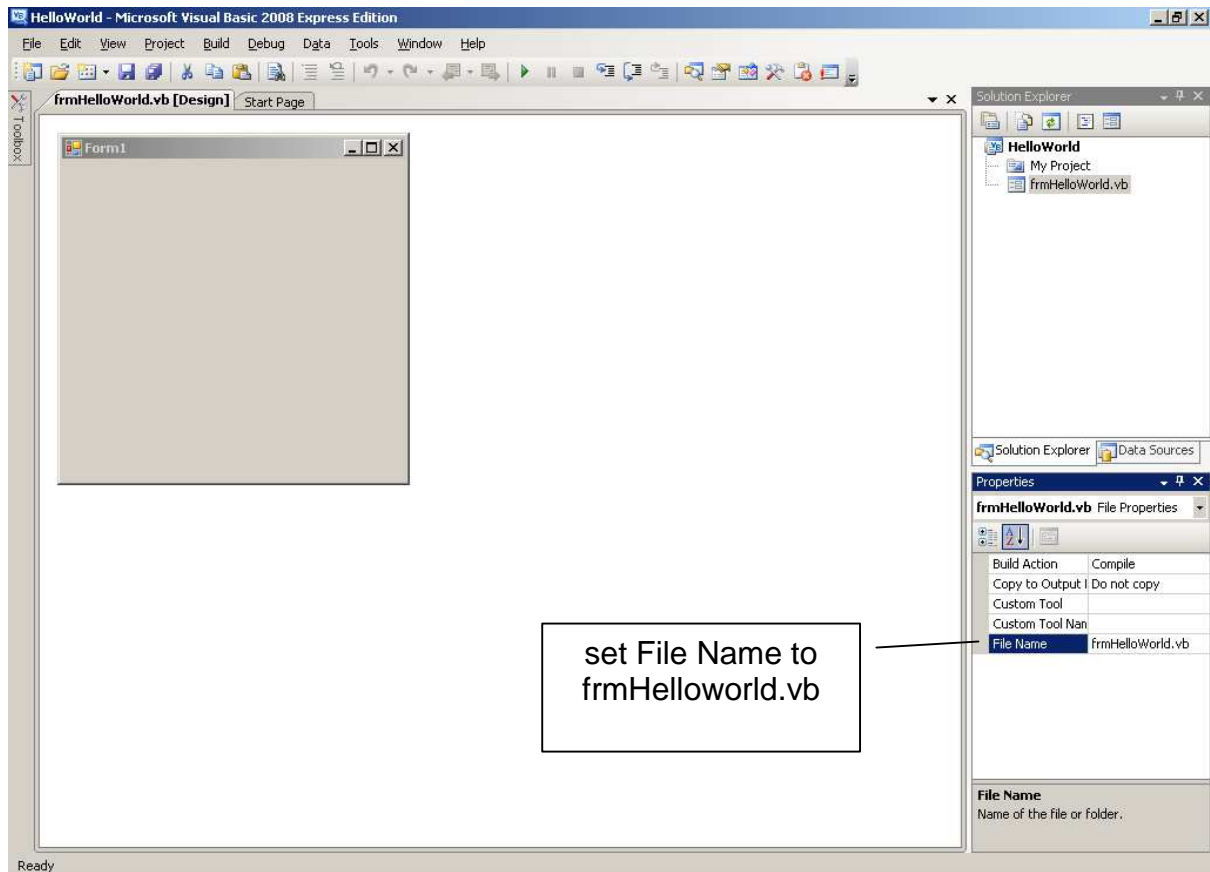 HelloWorld - Microsoft Visual Basic 2008 Express Edition
File Edit View Project Build Debug Data Tools Window Help
frmHelloWorld.vb [Design] Start Page
Toolbox
Form1
Solution Explorer
HelloWorld
My Project
frmHelloWorld.vb
Solution Explorer Data Sources
Properties
frmHelloWorld.vb File Properties
Build Action Compile
Copy to Output Do not copy
Custom Tool
Custom Tool Nan
File Name frmHelloWorld.vb
set File Name to
frmHelloworld.vb
File Name
Name of the file or folder.
Ready